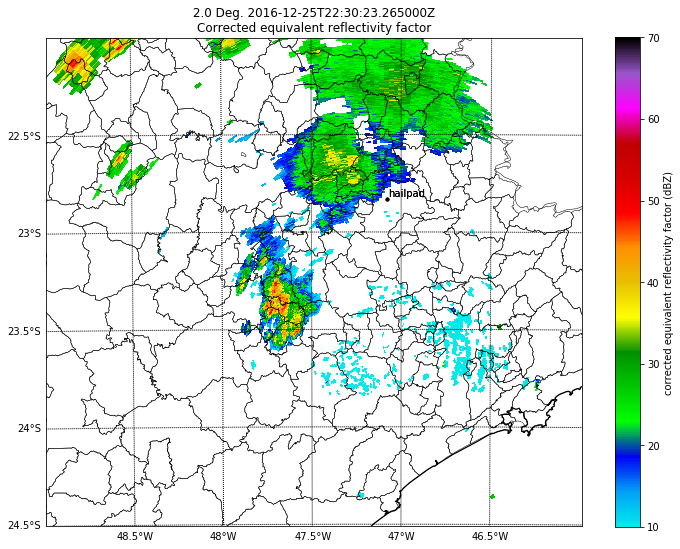 2.0 Deg. 2016-12-25T22:30:23.265000Z
Corrected equivalent reflectivity factor
22.5°S
23°S
23.5°S
24°S
24.5°S
48.5°W
48°W
47.5°W
47°W
46.5°W
hailpad
70
60
50
40
30
20
10
corrected equivalent reflectivity factor (dBZ)